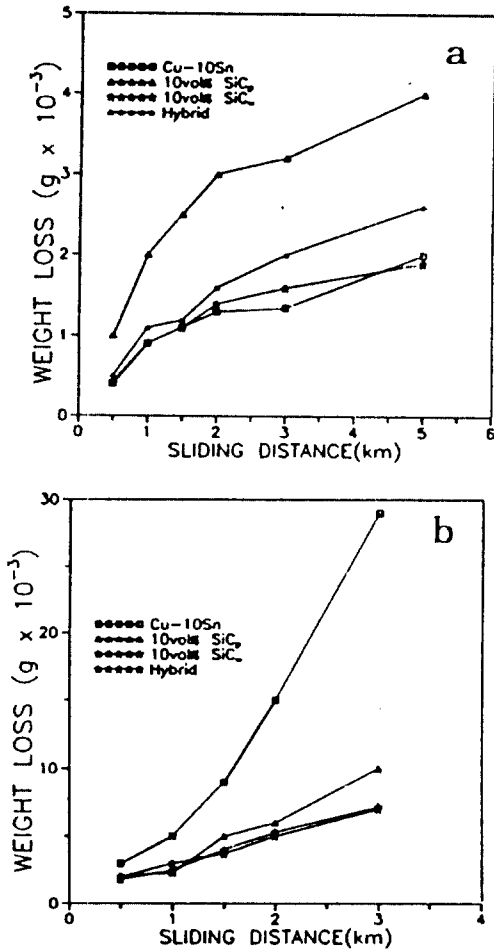 a
Cu-10Sn
10vol% SiCp
10vol% SiCw
Hybrid
WEIGHT LOSS (g x 10⁻³)
5
4
3
2
1
0
0 1 2 3 4 5 6
SLIDING DISTANCE(km)
b
Cu-10Sn
10vol% SiCp
10vol% SiCw
Hybrid
WEIGHT LOSS (g x 10⁻³)
30
20
10
0
0 1 2 3 4
SLIDING DISTANCE(km)